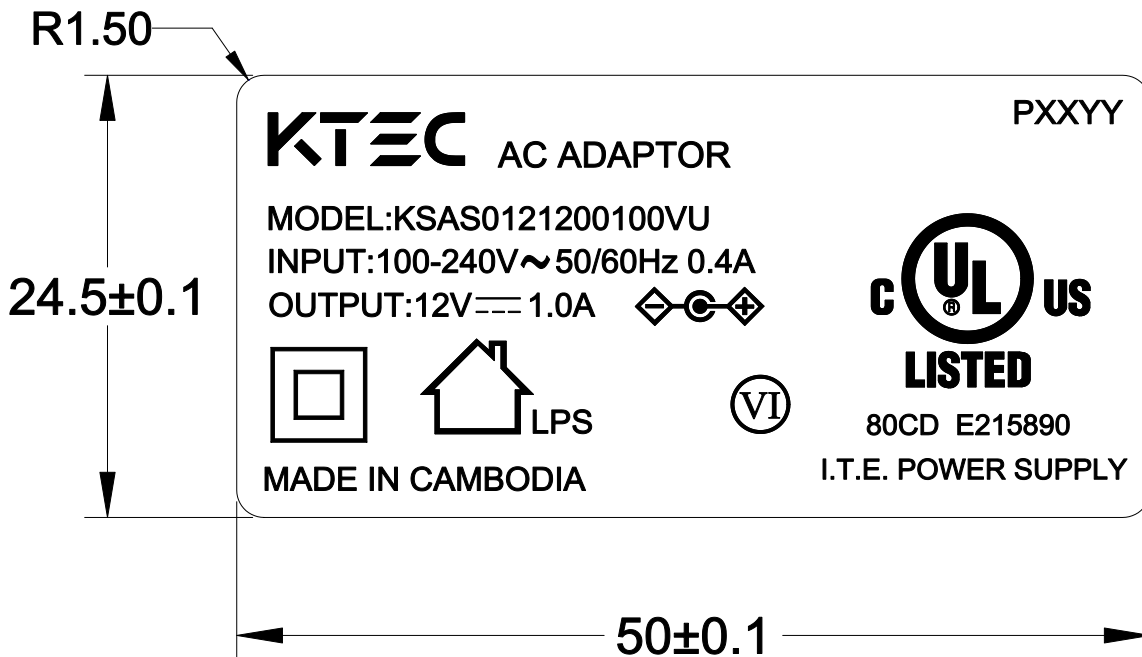 R1.50
PXXYY
KTEC AC ADAPTOR
MODEL:KSAS0121200100VU
INPUT:100-240V~50/60Hz 0.4A
OUTPUT:12V⎓1.0A
24.5±0.1
C UL ® US
LISTED
VI
LPS
80CD E215890
MADE IN CAMBODIA
I.T.E. POWER SUPPLY
50±0.1